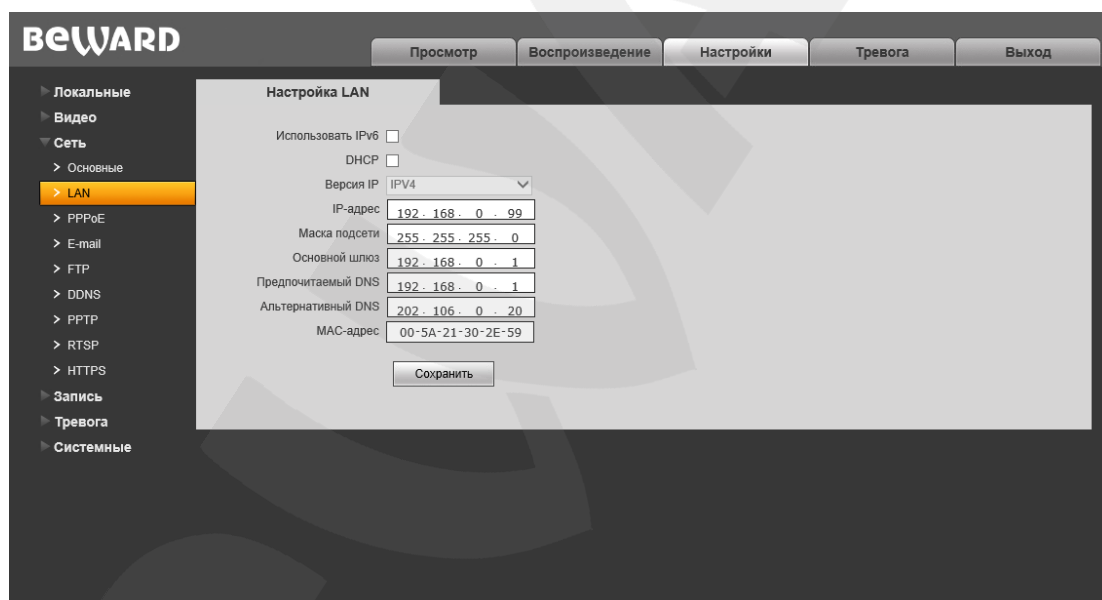 BEWARD
Просмотр Воспроизведение Настройки Тревога Выход
Локальные
Видео
Сеть
> Основные
> LAN
> PPPoE
> E-mail
> FTP
> DDNS
> PPTP
> RTSP
> HTTPS
Запись
Тревога
Системные
Настройка LAN
Использовать IPv6
DHCP
Версия IP IPV4
IP-адрес 192 . 168 . 0 . 99
Маска подсети 255 . 255 . 255 . 0
Основной шлюз 192 . 168 . 0 . 1
Предпочитаемый DNS 192 . 168 . 0 . 1
Альтернативный DNS 202 . 106 . 0 . 20
MAC-адрес 00-5A-21-30-2E-59
Сохранить